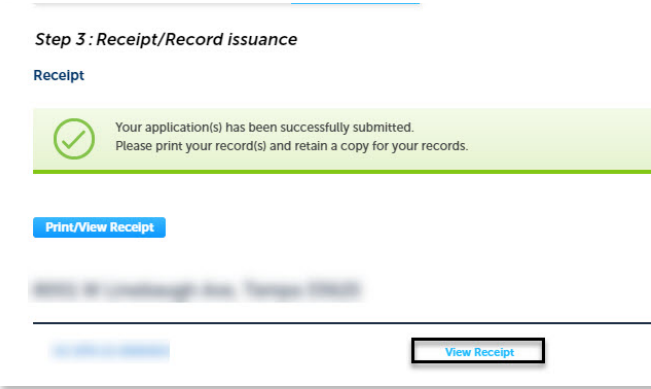 Step 3: Receipt/Record issuance
Receipt
Your application(s) has been successfully submitted.
Please print your record(s) and retain a copy for your records.
Print/View Receipt
View Receipt